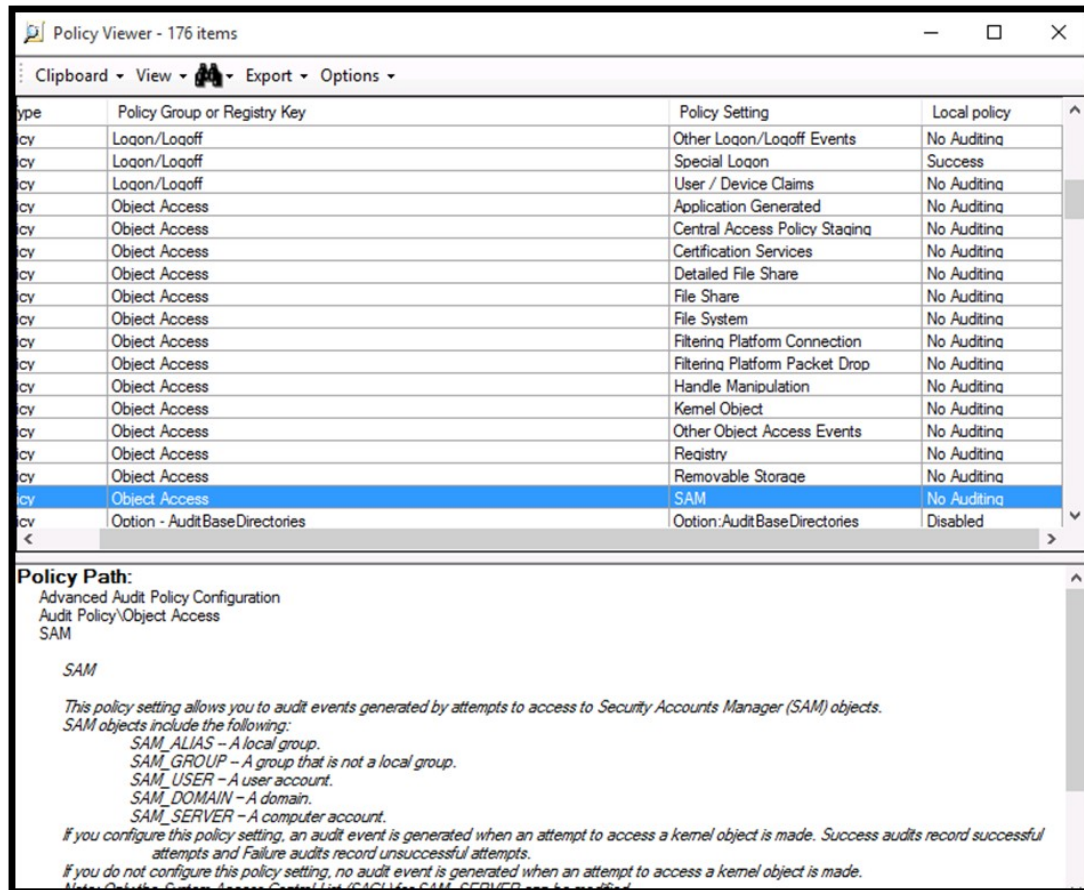 Policy Viewer - 176 items
Clipboard View Export Options
ype Policy Group or Registry Key Policy Setting Local policy
icy Logon/Logoff Other Logon/Logoff Events No Auditing
icy Logon/Logoff Special Logon Success
icy Logon/Logoff User / Device Claims No Auditing
icy Object Access Application Generated No Auditing
icy Object Access Central Access Policy Staging No Auditing
icy Object Access Certification Services No Auditing
icy Object Access Detailed File Share No Auditing
icy Object Access File Share No Auditing
icy Object Access File System No Auditing
icy Object Access Filtering Platform Connection No Auditing
icy Object Access Filtering Platform Packet Drop No Auditing
icy Object Access Handle Manipulation No Auditing
icy Object Access Kernel Object No Auditing
icy Object Access Other Object Access Events No Auditing
icy Object Access Registry No Auditing
icy Object Access Removable Storage No Auditing
icy Object Access SAM No Auditing
icy Option - AuditBaseDirectories Option:AuditBaseDirectories Disabled
Policy Path:
Advanced Audit Policy Configuration
Audit Policy\Object Access
SAM
SAM
This policy setting allows you to audit events generated by attempts to access to Security Accounts Manager (SAM) objects.
SAM objects include the following:
SAM_ALIAS – A local group.
SAM_GROUP – A group that is not a local group.
SAM_USER – A user account.
SAM_DOMAIN – A domain.
SAM_SERVER – A computer account.
If you configure this policy setting, an audit event is generated when an attempt to access a kernel object is made. Success audits record successful
attempts and Failure audits record unsuccessful attempts.
If you do not configure this policy setting, no audit event is generated when an attempt to access a kernel object is made.
Note: Only the System Access Control List (SACL) for SAM_SERVER can be modified.